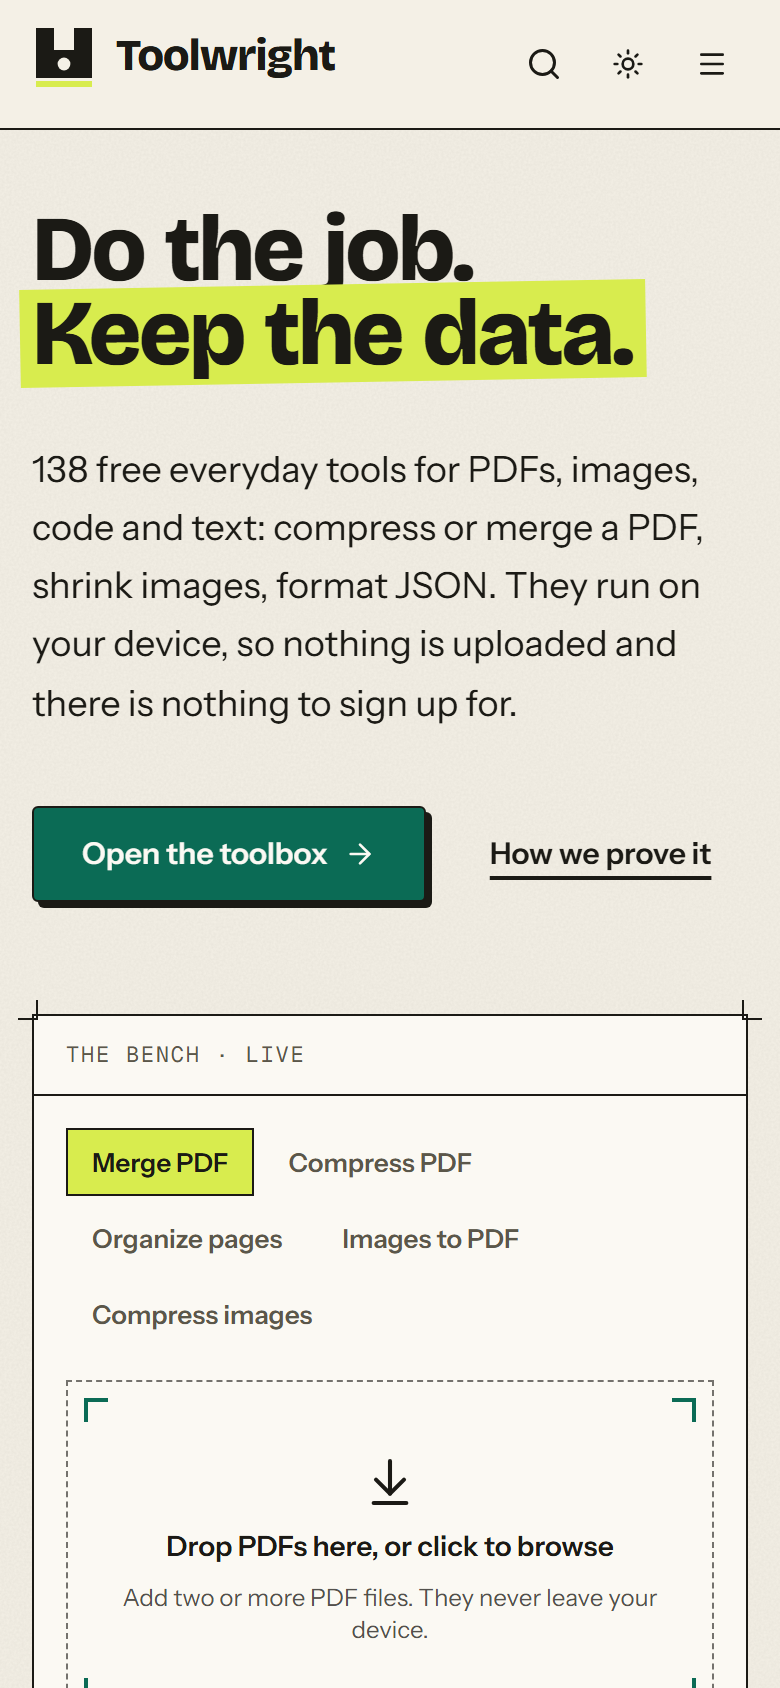 Toolwright
Do the job.
Keep the data.
138 free everyday tools for PDFs, images,
code and text: compress or merge a PDF,
shrink images, format JSON. They run on
your device, so nothing is uploaded and
there is nothing to sign up for.
Open the toolbox →
How we prove it
THE BENCH · LIVE
Merge PDF
Compress PDF
Organize pages
Images to PDF
Compress images
Drop PDFs here, or click to browse
Add two or more PDF files. They never leave your
device.